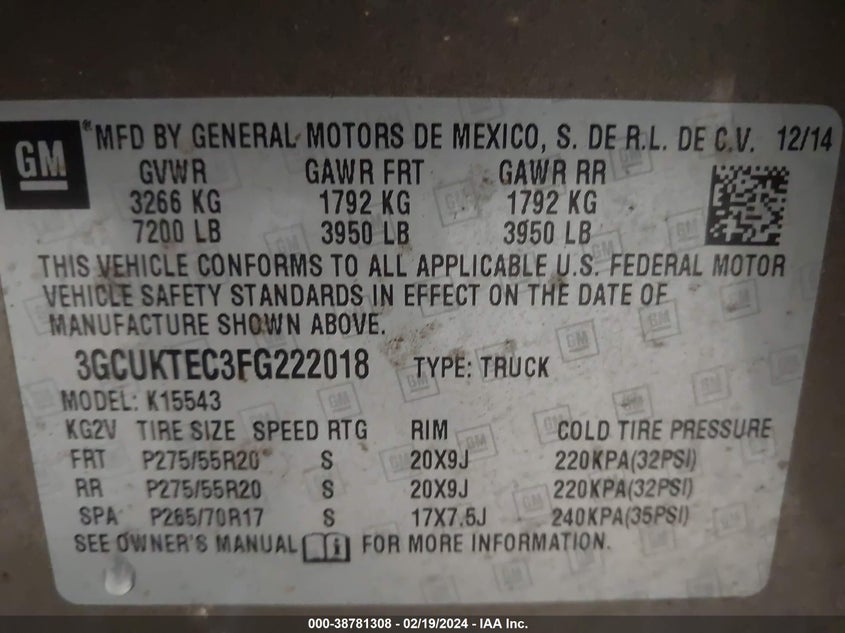 GM ® MFD BY GENERAL MOTORS DE MEXICO, S. DE R.L. DE C.V. 12/14
GVWR GAWR FRT GAWR RR
3266 KG 1792 KG 1792 KG
7200 LB 3950 LB 3950 LB
THIS VEHICLE CONFORMS TO ALL APPLICABLE U.S. FEDERAL MOTOR
VEHICLE SAFETY STANDARDS IN EFFECT ON THE DATE OF
MANUFACTURE SHOWN ABOVE.
3GCUKTEC3FG222018 TYPE: TRUCK
MODEL: K15543
KG2V TIRE SIZE SPEED RTG RIM COLD TIRE PRESSURE
FRT P275/55R20 S 20X9J 220KPA(32PSI)
RR P275/55R20 S 20X9J 220KPA(32PSI)
SPA P265/70R17 S 17X7.5J 240KPA(35PSI)
SEE OWNER'S MANUAL FOR MORE INFORMATION.
000-38781308 - 02/19/2024 - IAA Inc.